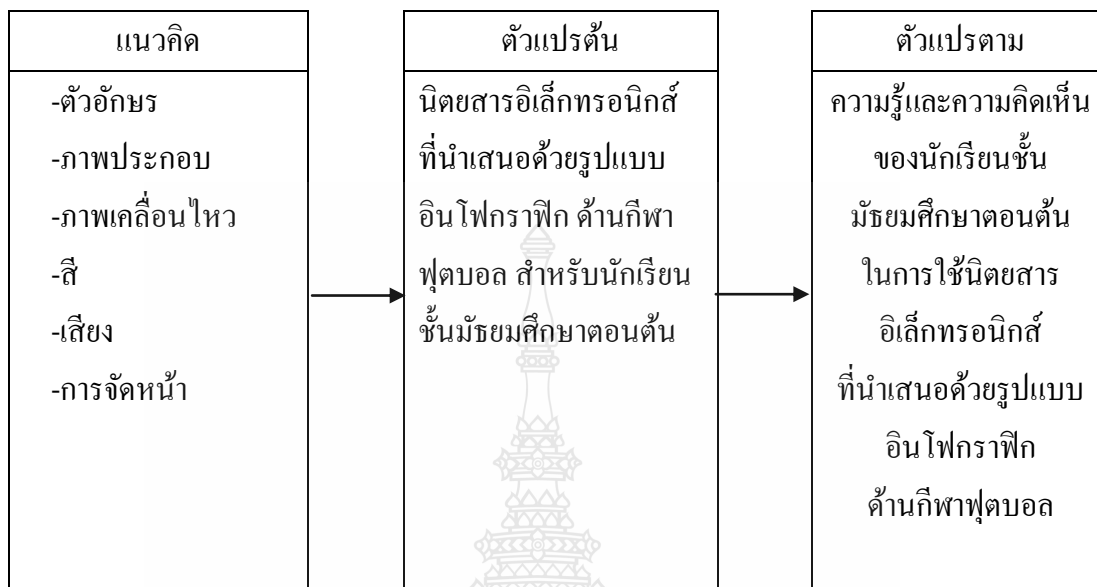 แนวคิด
-ตัวอักษร
-ภาพประกอบ
-ภาพเคลื่อนไหว
-สี
-เสียง
-การจัดหน้า
ตัวแปรต้น
นิตยสารอิเล็กทรอนิกส์
ที่นำเสนอด้วยรูปแบบ
อินโฟกราฟิก ด้านกีฬา
ฟุตบอล สำหรับนักเรียน
ชั้นมัธยมศึกษาตอนต้น
ตัวแปรตาม
ความรู้และความคิดเห็น
ของนักเรียนชั้น
มัธยมศึกษาตอนต้น
ในการใช้นิตยสาร
อิเล็กทรอนิกส์
ที่นำเสนอด้วยรูปแบบ
อินโฟกราฟิก
ด้านกีฬาฟุตบอล